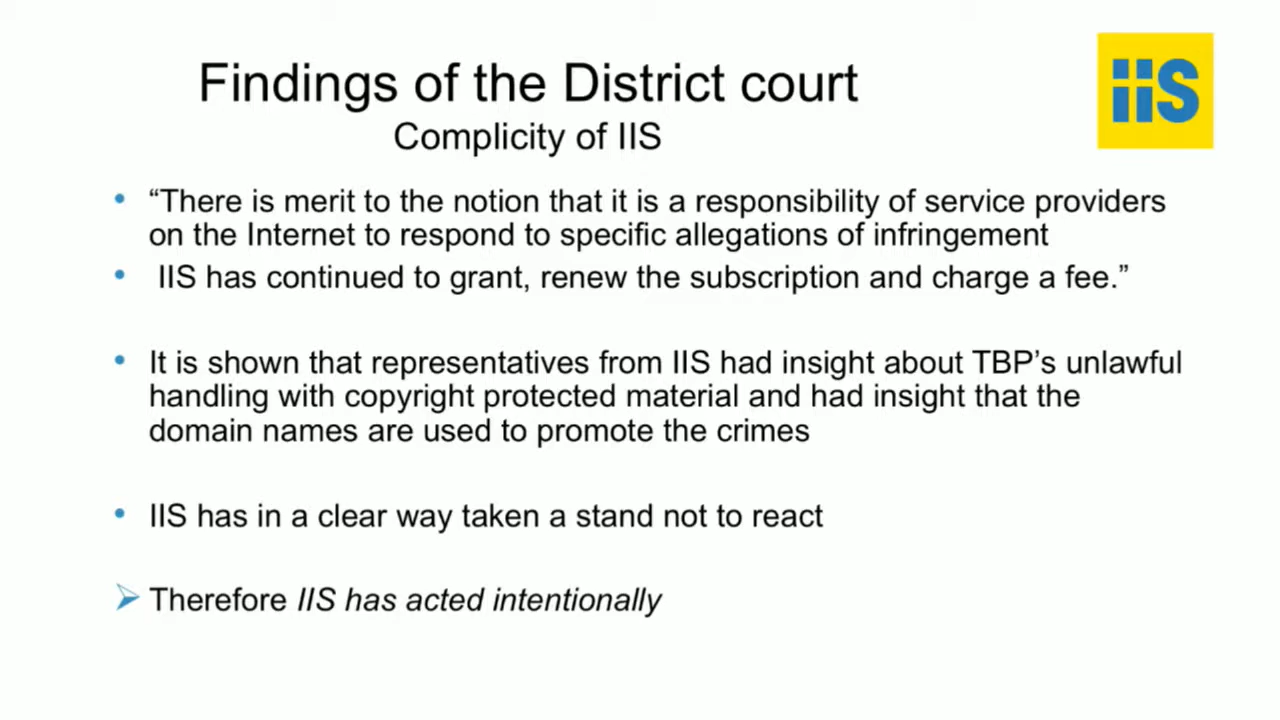 Findings of the District court
iis
Complicity of IIS
• “There is merit to the notion that it is a responsibility of service providers
on the Internet to respond to specific allegations of infringement
• IIS has continued to grant, renew the subscription and charge a fee.”
• It is shown that representatives from IIS had insight about TBP’s unlawful
handling with copyright protected material and had insight that the
domain names are used to promote the crimes
• IIS has in a clear way taken a stand not to react
➢ Therefore IIS has acted intentionally